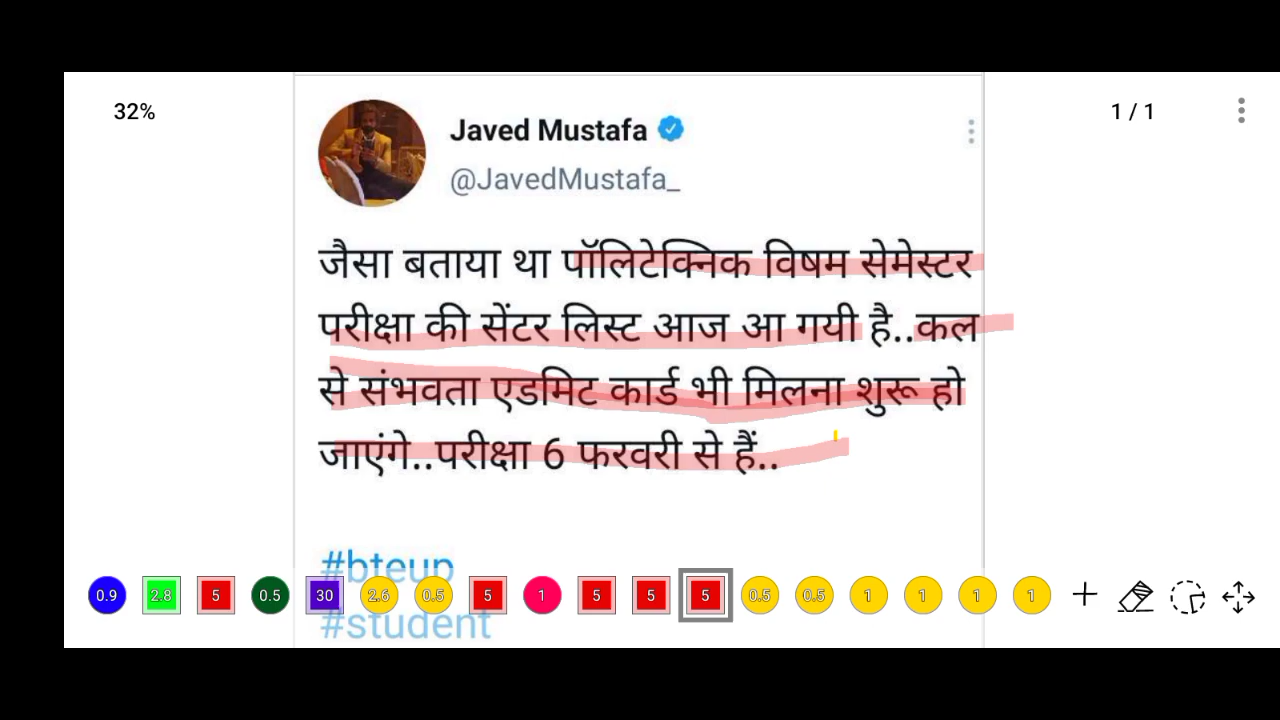 32%
1 / 1
Javed Mustafa
@JavedMustafa_
जैसा बताया था पॉलिटेक्निक विषम सेमेस्टर
परीक्षा की सेंटर लिस्ट आज आ गयी है..कल
से संभवता एडमिट कार्ड भी मिलना शुरू हो
जाएंगे..परीक्षा 6 फरवरी से हैं..
#bteup
0.9 2.8 5 0.5 30 2.6 0.5 5 1 5 5 5 0.5 0.5 1 1 1 1
#student